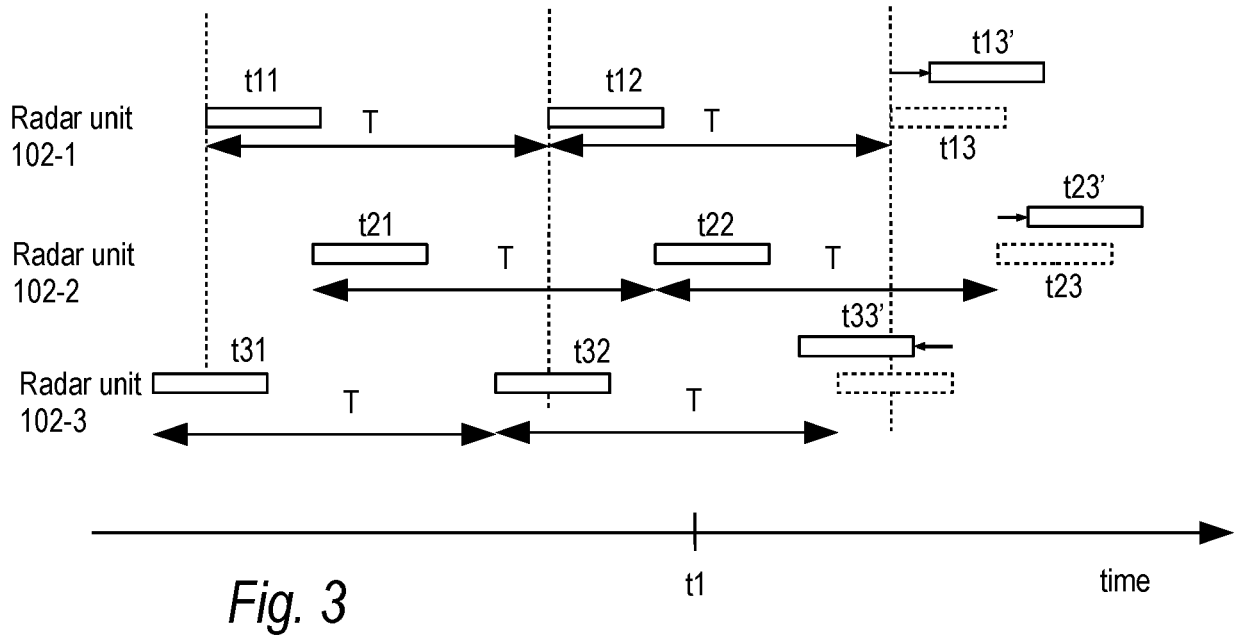 t13'
t11
t12
Radar unit
102-1
T
T
t13
t23'
t21
t22
Radar unit
102-2
T
T
t23
t33'
t31
t32
Radar unit
102-3
T
T
t1
time
Fig. 3